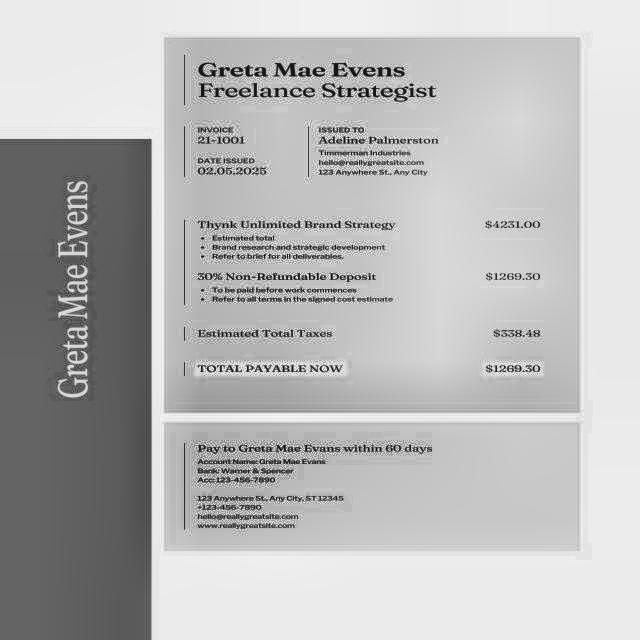 Greta Mae Evens
Greta Mae Evens
Freelance Strategist
INVOICE
21-1001
DATE ISSUED
02.05.2025
ISSUED TO
Adeline Palmerston
Timmerman Industries
hello@reallygreatsite.com
123 Anywhere St., Any City
Thynk Unlimited Brand Strategy $4231.00
• Estimated total
• Brand research and strategic development
• Refer to brief for all deliverables.
30% Non-Refundable Deposit $1269.30
• To be paid before work commences
• Refer to all terms in the signed cost estimate
Estimated Total Taxes $338.48
TOTAL PAYABLE NOW $1269.30
Pay to Greta Mae Evans within 60 days
Account Name: Greta Mae Evans
Bank: Warner & Spencer
Acc: 123-456-7890
123 Anywhere St., Any City, ST 12345
+123-456-7890
hello@reallygreatsite.com
www.reallygreatsite.com